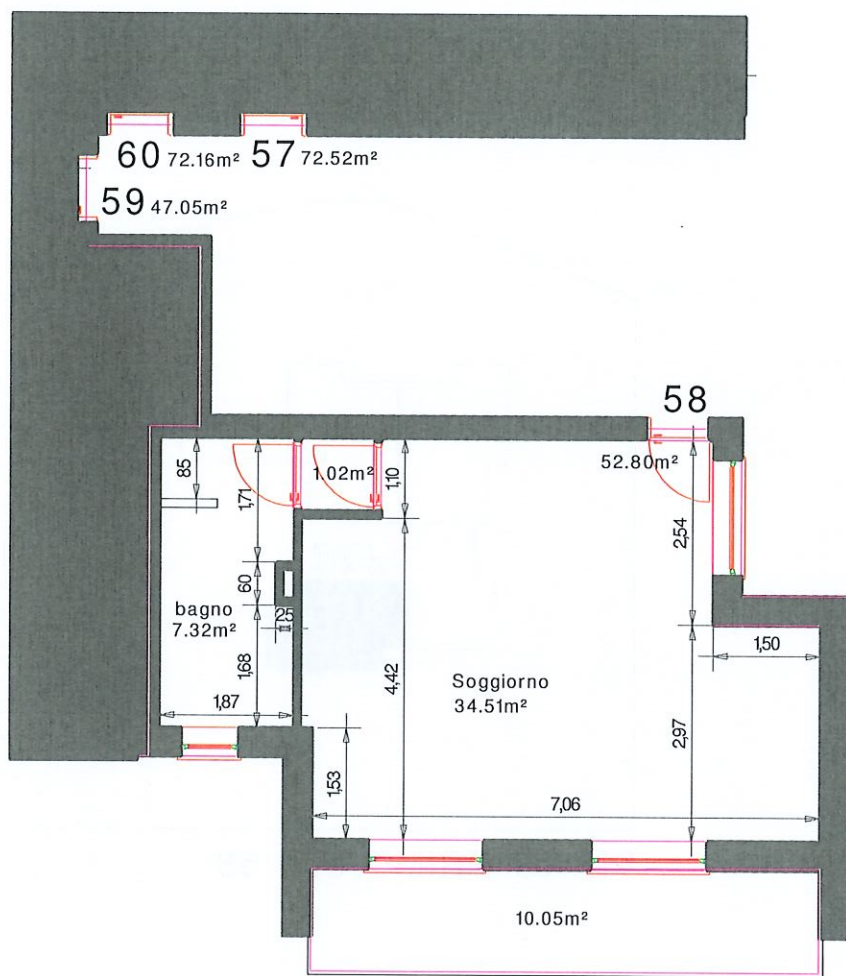 60 72.16m² 57 72.52m²
59 47.05m²
58
52.80m²
85
1,71
1.02m²
1,10
2,54
60
25
bagno
7.32m²
1,68
1,87
4,42
Soggiorno
34.51m²
1,50
2,97
1,53
7,06
10.05m²